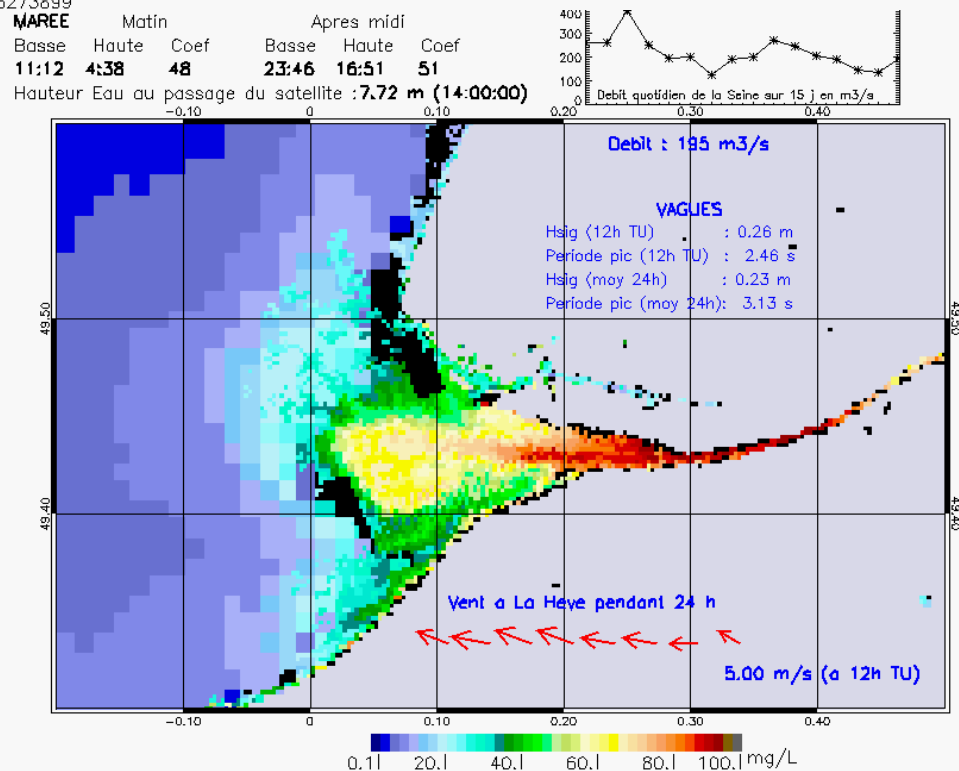 MAREE Matin Apres midi
Basse Haute Coef Basse Haute Coef
11:12 4:38 48 23:46 16:51 51
Hauteur Eau au passage du satellite : 7.72 m (14:00:00)
400
300
200
100
0
Debit quotidien de la Seine sur 15 j en m3/s
-0.10 0 0.10 0.20 0.30 0.40
Debit : 195 m3/s
VAGUES
Hsig (12h TU) : 0.26 m
Periode pic (12h TU) : 2.46 s
Hsig (moy 24h) : 0.23 m
Periode pic (moy 24h): 3.13 s
49.50 49.50
49.40 49.40
Vent a La Heve pendant 24 h
5.00 m/s (a 12h TU)
-0.10 0 0.10 0.20 0.30 0.40
0.1| 20.| 40.| 60.| 80.| 100.| mg/L